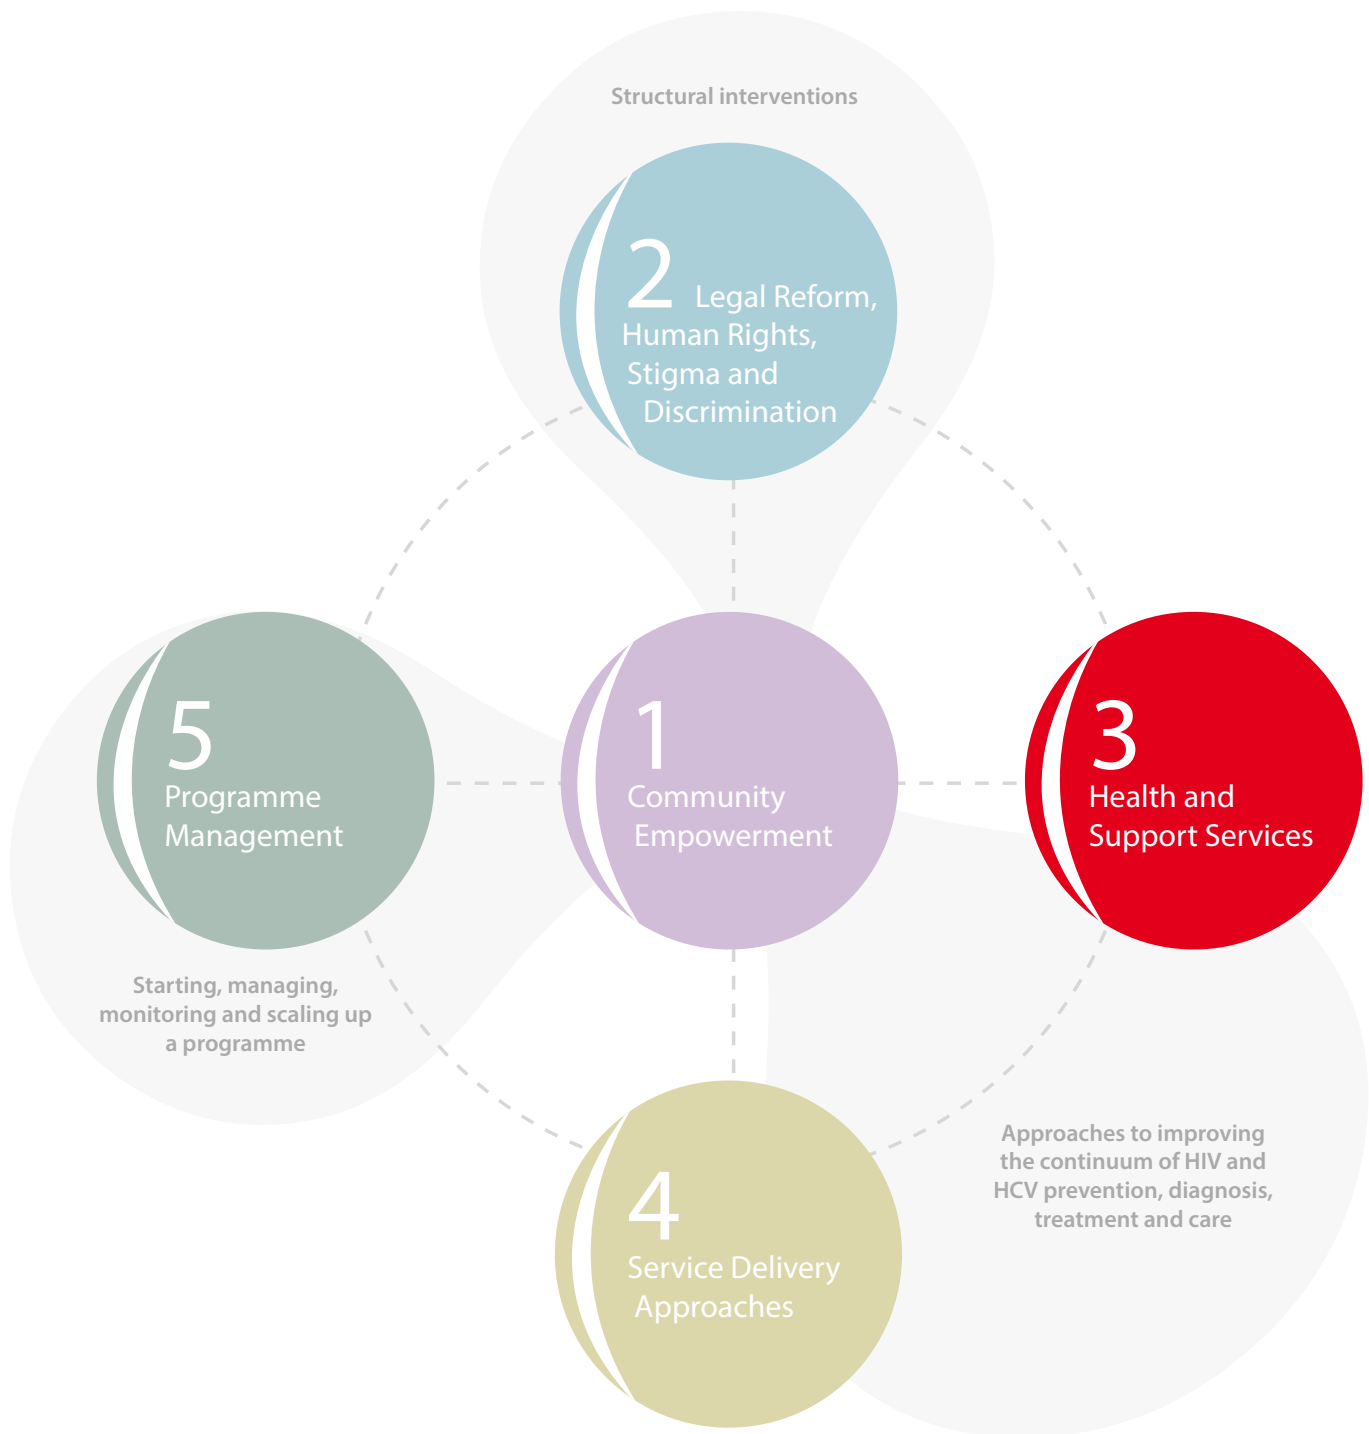 Structural interventions
2 Legal Reform,
Human Rights,
Stigma and
Discrimination
5
Programme
Management
1
Community
Empowerment
3
Health and
Support Services
Starting, managing,
monitoring and scaling up
a programme
Approaches to improving
the continuum of HIV and
HCV prevention, diagnosis,
treatment and care
4
Service Delivery
Approaches